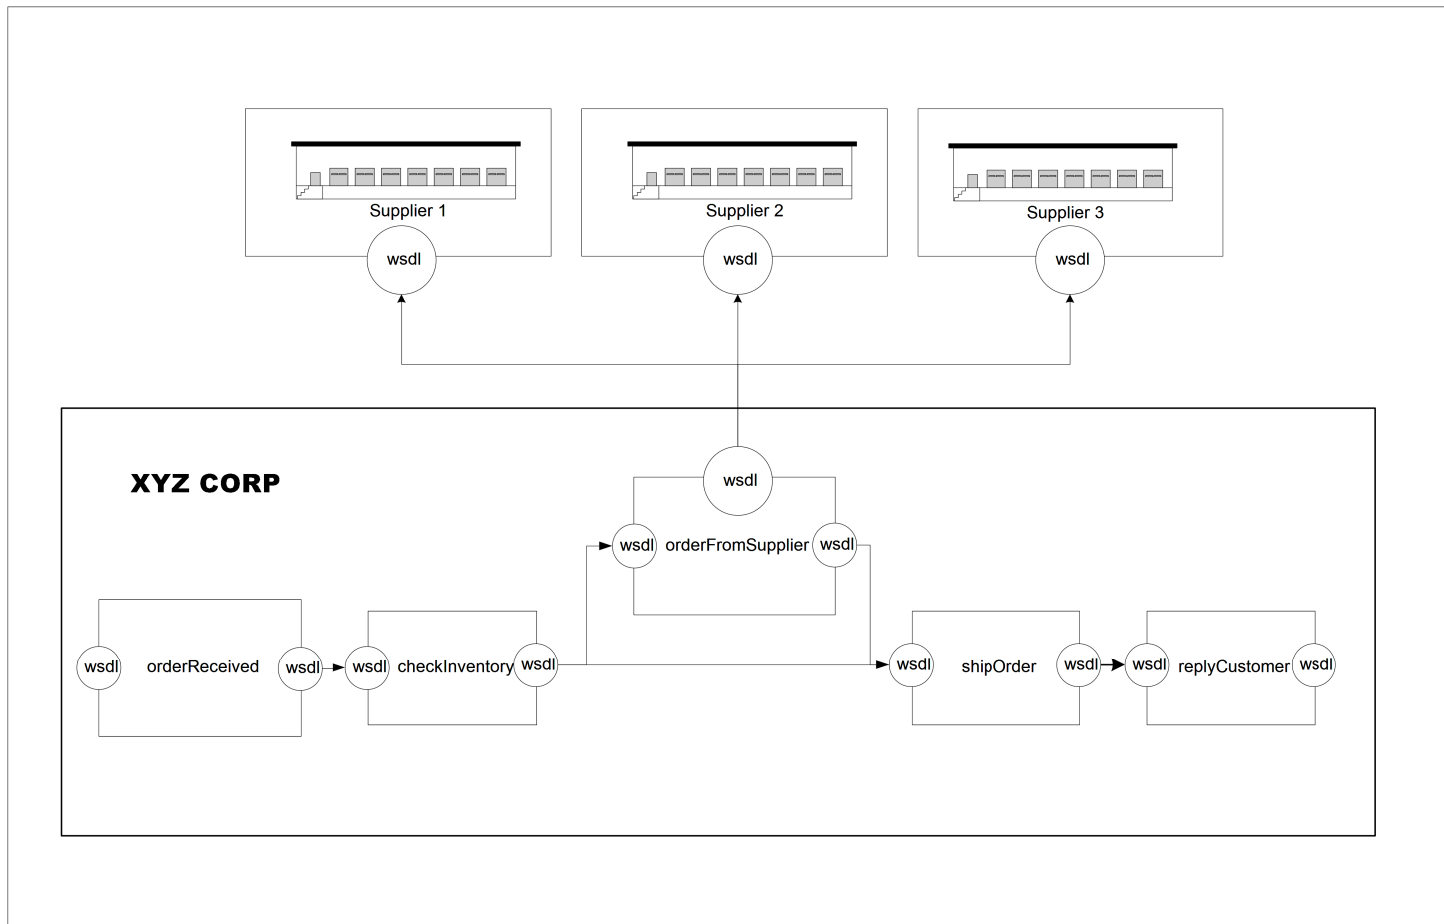 Supplier 1
Supplier 2
Supplier 3
wsdl
wsdl
wsdl
XYZ CORP
wsdl
wsdl
orderFromSupplier
wsdl
wsdl
orderReceived
wsdl
wsdl
checkInventory
wsdl
wsdl
shipOrder
wsdl
wsdl
replyCustomer
wsdl